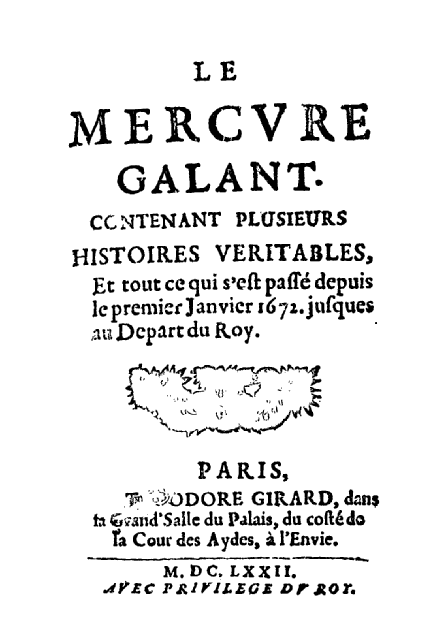 LE
MERCVRE
GALANT.
CONTENANT PLUSIEURS
HISTOIRES VERITABLES,
Et tout ce qui s'est passé depuis
le premier Janvier 1672. jusques
au Depart du Roy.
PARIS,
THEODORE GIRARD, dans
la Grand'Salle du Palais, du costé de
la Cour des Aydes, à l'Envie.
M. DC. LXXII.
AVEC PRIVILEGE DV ROY.